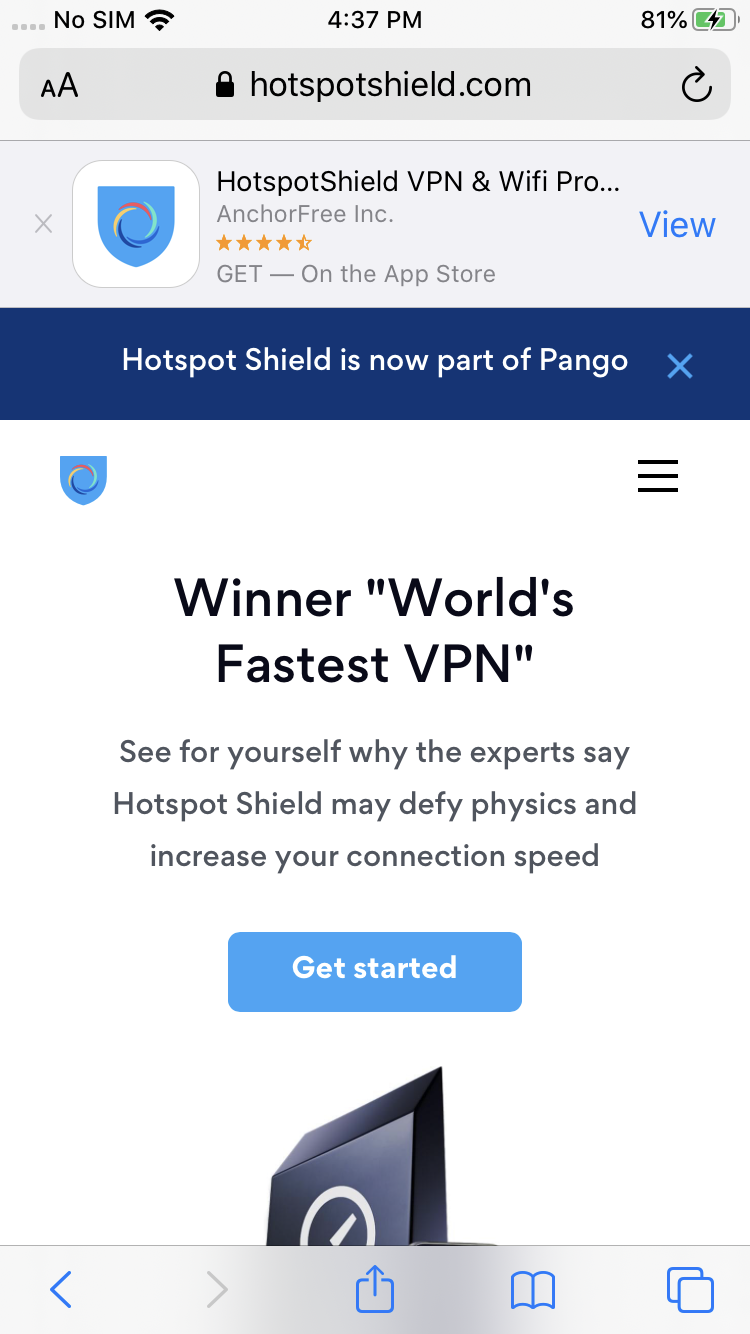 No SIM 4:37 PM 81%
AA hotspotshield.com
HotspotShield VPN & Wifi Pro...
AnchorFree Inc.
View
GET — On the App Store
Hotspot Shield is now part of Pango
Winner "World's
Fastest VPN"
See for yourself why the experts say
Hotspot Shield may defy physics and
increase your connection speed
Get started